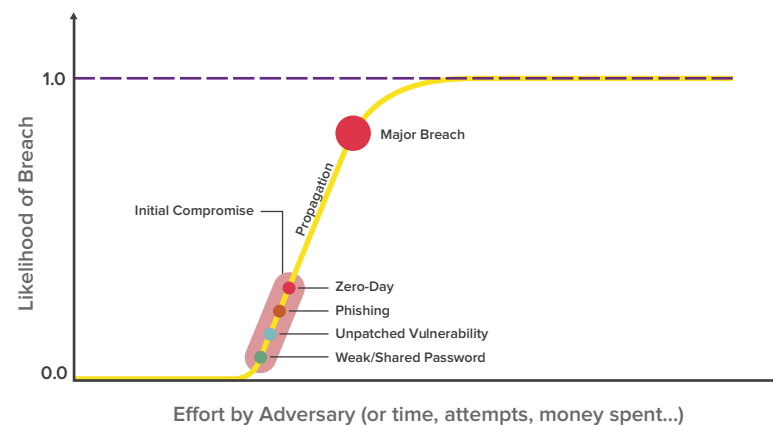 1.0
Major Breach
Propagation
Initial Compromise
Zero-Day
Phishing
Unpatched Vulnerability
Weak/Shared Password
0.0
Likelihood of Breach
Effort by Adversary (or time, attempts, money spent...)